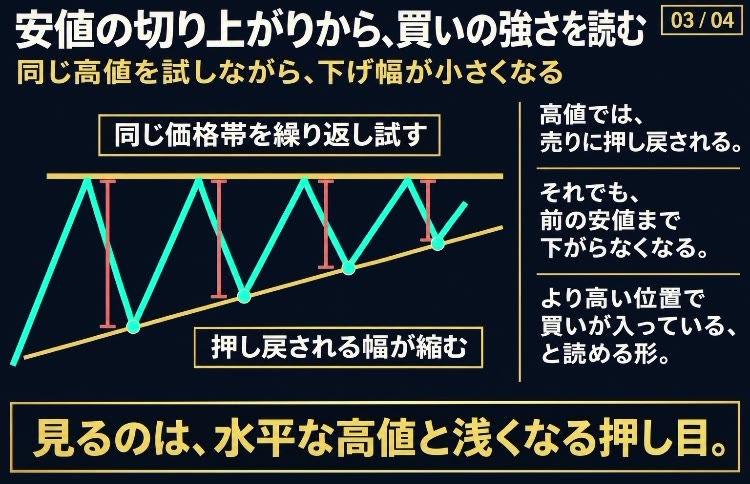 安値の切り上がりから、買いの強さを読む
03 / 04
同じ高値を試しながら、下げ幅が小さくなる
同じ価格帯を繰り返し試す
高値では、
売りに押し戻される。
それでも、
前の安値まで
下がらなくなる。
より高い位置で
買いが入っている、
と読める形。
押し戻される幅が縮む
見るのは、水平な高値と浅くなる押し目。